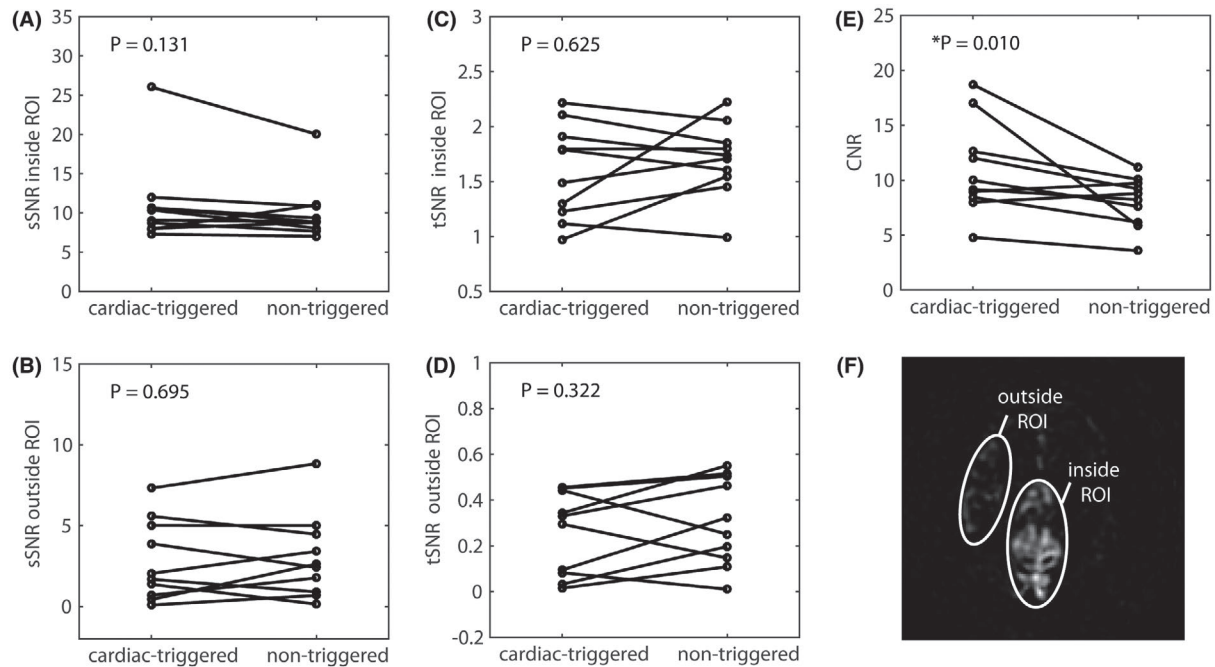 (A)
35
30
25
20
15
10
5
0
sSNR inside ROI
P = 0.131
cardiac-triggered non-triggered
(C)
3
2.5
2
1.5
1
0.5
tSNR inside ROI
P = 0.625
cardiac-triggered non-triggered
(E)
25
20
15
10
5
0
CNR
*P = 0.010
cardiac-triggered non-triggered
(B)
15
10
5
0
sSNR outside ROI
P = 0.695
cardiac-triggered non-triggered
(D)
1
0.8
0.6
0.4
0.2
0
-0.2
tSNR outside ROI
P = 0.322
cardiac-triggered non-triggered
(F)
outside
ROI
inside
ROI